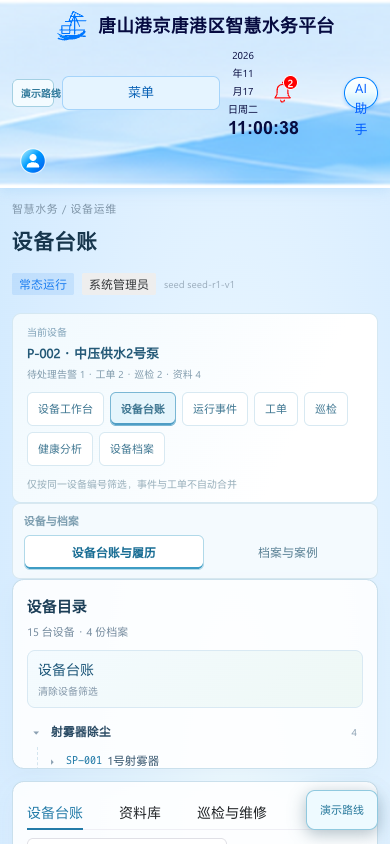 唐山港京唐港区智慧水务平台
演示路线
菜单
2026
年11
月17
日周二
11:00:38
2
AI
助
手
智慧水务 / 设备运维
设备台账
常态运行 系统管理员 seed seed-r1-v1
当前设备
P-002 · 中压供水2号泵
待处理告警 1 · 工单 2 · 巡检 2 · 资料 4
设备工作台 设备台账 运行事件 工单 巡检
健康分析 设备档案
仅按同一设备编号筛选，事件与工单不自动合并
设备与档案
设备台账与履历 档案与案例
设备目录
15 台设备 · 4 份档案
设备台账
清除设备筛选
射雾器除尘 4
SP-001 1号射雾器
设备台账 资料库 巡检与维修
演示路线